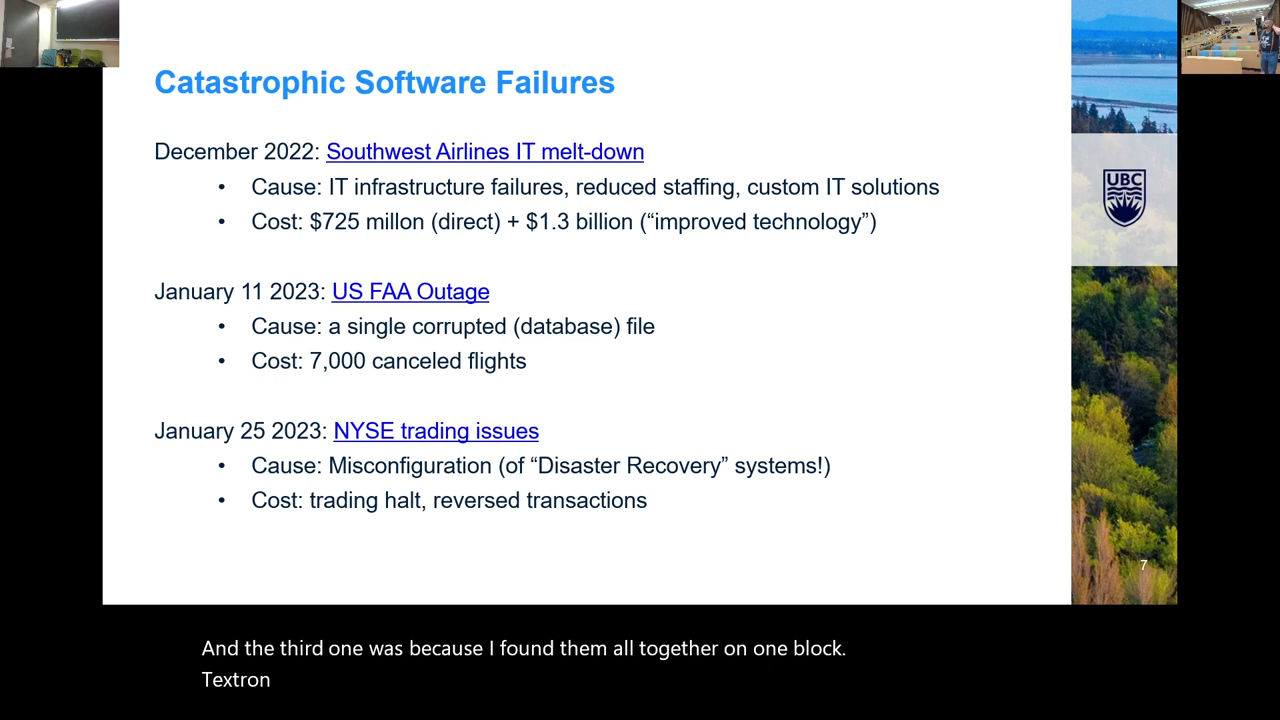 Catastrophic Software Failures
December 2022: Southwest Airlines IT melt-down
• Cause: IT infrastructure failures, reduced staffing, custom IT solutions
• Cost: $725 millon (direct) + $1.3 billion (“improved technology”)
January 11 2023: US FAA Outage
• Cause: a single corrupted (database) file
• Cost: 7,000 canceled flights
January 25 2023: NYSE trading issues
• Cause: Misconfiguration (of “Disaster Recovery” systems!)
• Cost: trading halt, reversed transactions
UBC
7
And the third one was because I found them all together on one block.
Textron